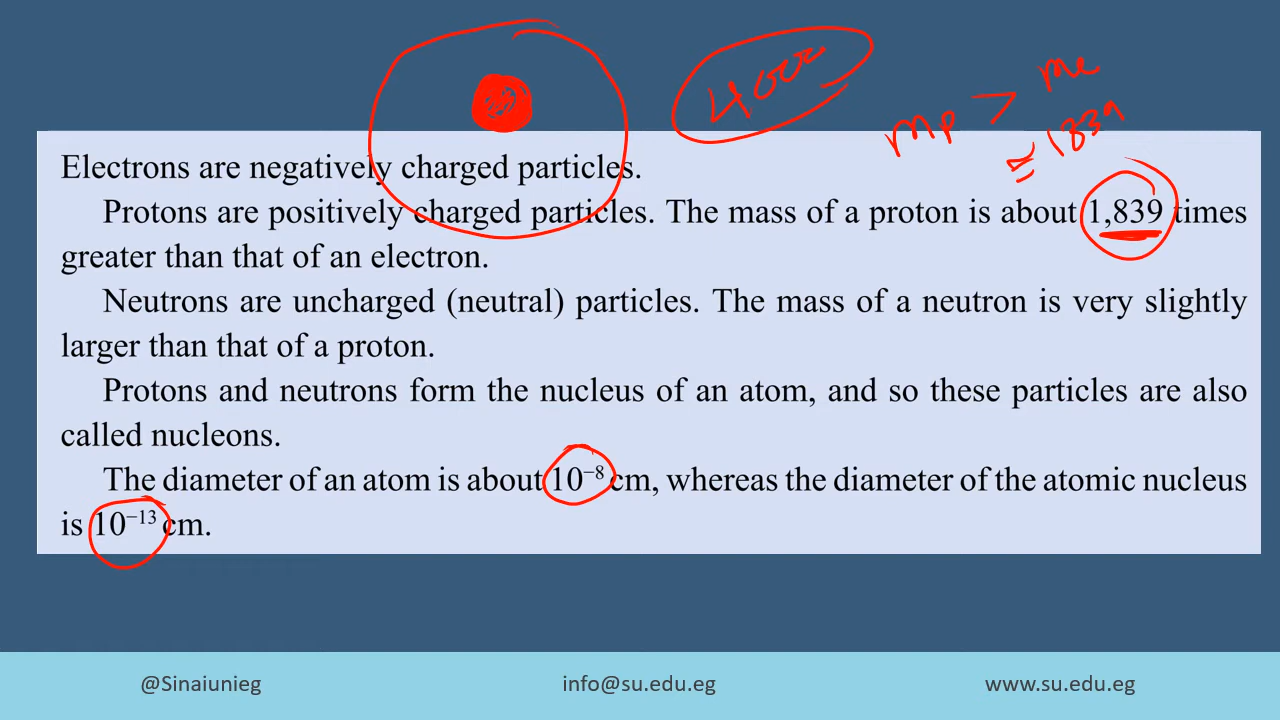 4000
mp > me
≈ 1839
Electrons are negatively charged particles.
Protons are positively charged particles. The mass of a proton is about 1,839 times
greater than that of an electron.
Neutrons are uncharged (neutral) particles. The mass of a neutron is very slightly
larger than that of a proton.
Protons and neutrons form the nucleus of an atom, and so these particles are also
called nucleons.
The diameter of an atom is about 10⁻⁸ cm, whereas the diameter of the atomic nucleus
is 10⁻¹³ cm.
@Sinaiunieg info@su.edu.eg www.su.edu.eg